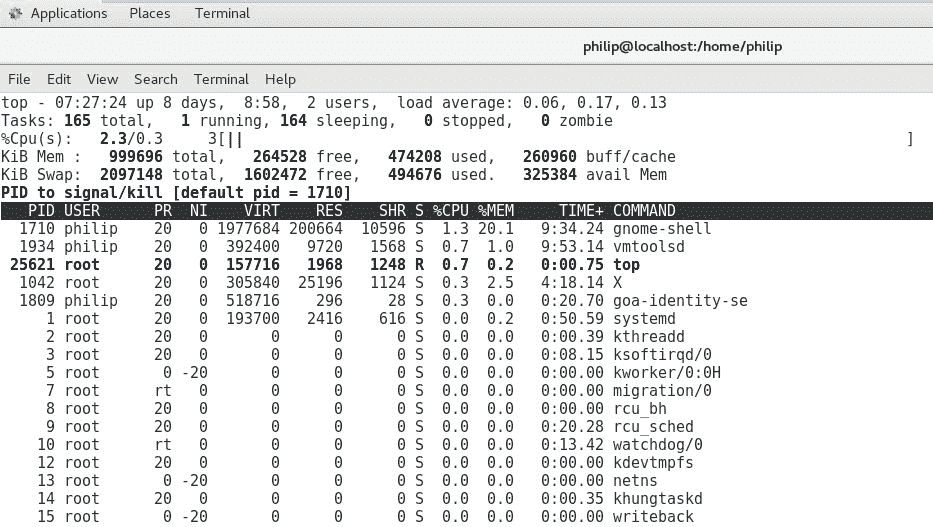 Applications Places Terminal
philip@localhost:/home/philip
File Edit View Search Terminal Help
top - 07:27:24 up 8 days,  8:58,  2 users,  load average: 0.06, 0.17, 0.13
Tasks: 165 total,   1 running, 164 sleeping,   0 stopped,   0 zombie
%Cpu(s):   2.3/0.3     3[||                                                                          ]
KiB Mem :   999696 total,   264528 free,   474208 used,   260960 buff/cache
KiB Swap:  2097148 total,  1602472 free,   494676 used.   325384 avail Mem
PID to signal/kill [default pid = 1710]
  PID USER      PR  NI    VIRT    RES    SHR S %CPU %MEM     TIME+ COMMAND
 1710 philip    20   0 1977684 200664  10596 S  1.3 20.1   9:34.24 gnome-shell
 1934 philip    20   0  392400   9720   1568 S  0.7  1.0   9:53.14 vmtoolsd
25621 root      20   0  157716   1968   1248 R  0.7  0.2   0:00.75 top
 1042 root      20   0  305840  25196   1124 S  0.3  2.5   4:18.14 X
 1809 philip    20   0  518716    296     28 S  0.3  0.0   0:20.70 goa-identity-se
    1 root      20   0  193700   2416    616 S  0.0  0.2   0:50.59 systemd
    2 root      20   0       0      0      0 S  0.0  0.0   0:00.39 kthreadd
    3 root      20   0       0      0      0 S  0.0  0.0   0:08.15 ksoftirqd/0
    5 root       0 -20       0      0      0 S  0.0  0.0   0:00.00 kworker/0:0H
    7 root      rt   0       0      0      0 S  0.0  0.0   0:00.00 migration/0
    8 root      20   0       0      0      0 S  0.0  0.0   0:00.00 rcu_bh
    9 root      20   0       0      0      0 S  0.0  0.0   0:20.28 rcu_sched
   10 root      rt   0       0      0      0 S  0.0  0.0   0:13.42 watchdog/0
   12 root      20   0       0      0      0 S  0.0  0.0   0:00.00 kdevtmpfs
   13 root       0 -20       0      0      0 S  0.0  0.0   0:00.00 netns
   14 root      20   0       0      0      0 S  0.0  0.0   0:00.35 khungtaskd
   15 root       0 -20       0      0      0 S  0.0  0.0   0:00.00 writeback